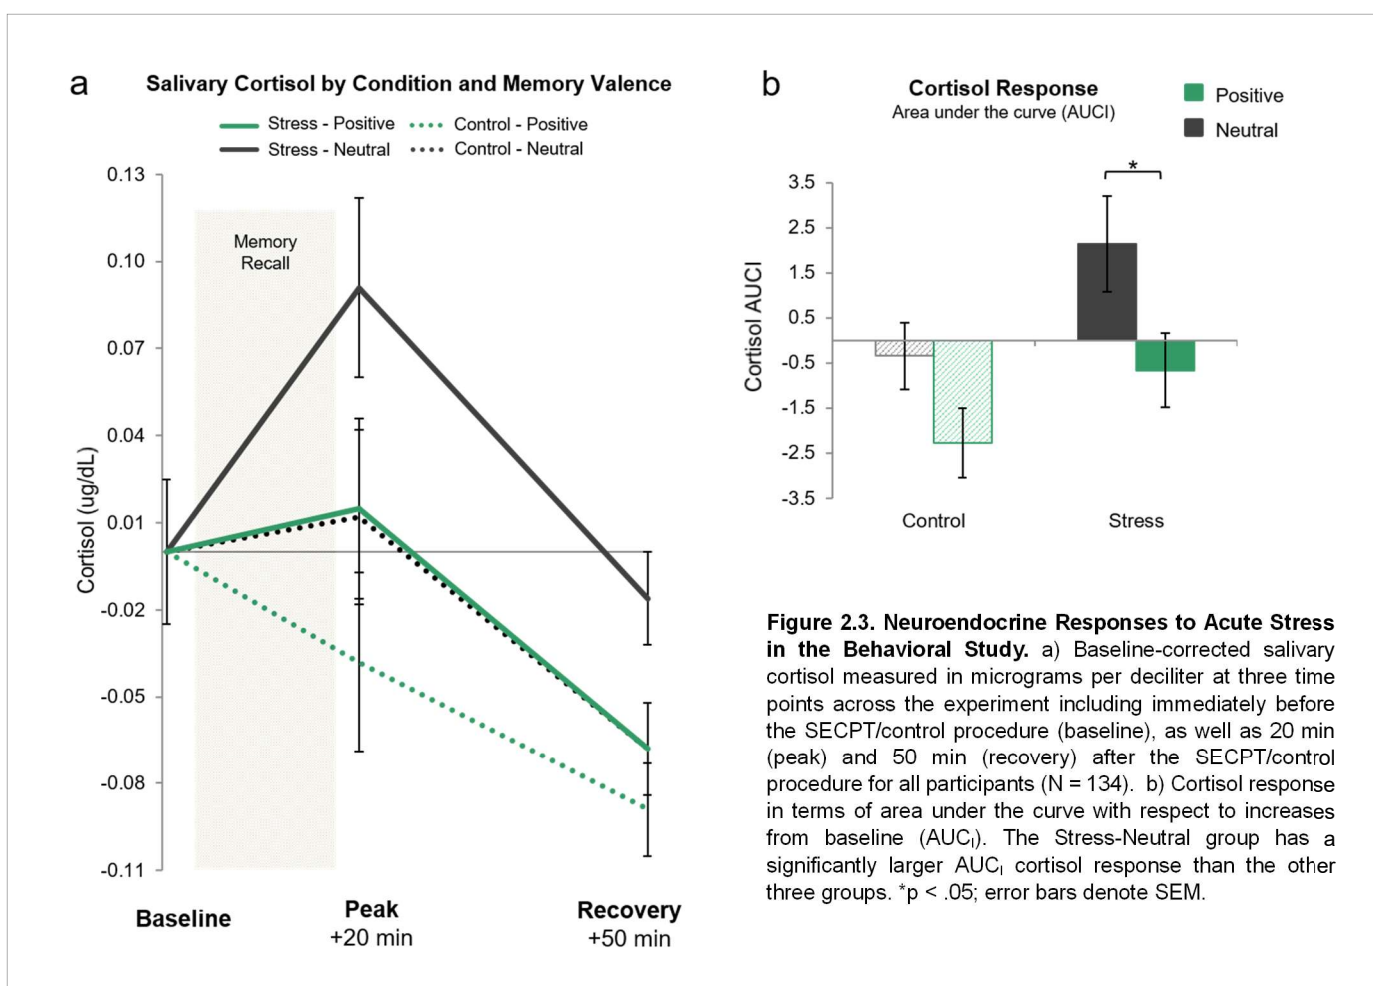 a
Salivary Cortisol by Condition and Memory Valence
Stress - Positive
Control - Positive
Stress - Neutral
Control - Neutral
0.13
0.10
0.07
0.04
0.01
-0.02
-0.05
-0.08
-0.11
Cortisol (ug/dL)
Memory
Recall
Baseline
Peak
+20 min
Recovery
+50 min
b
Cortisol Response
Area under the curve (AUCI)
Positive
Neutral
*
3.5
2.5
1.5
0.5
-0.5
-1.5
-2.5
-3.5
Cortisol AUCI
Control
Stress
Figure 2.3. Neuroendocrine Responses to Acute Stress
in the Behavioral Study. a) Baseline-corrected salivary
cortisol measured in micrograms per deciliter at three time
points across the experiment including immediately before
the SECPT/control procedure (baseline), as well as 20 min
(peak) and 50 min (recovery) after the SECPT/control
procedure for all participants (N = 134). b) Cortisol response
in terms of area under the curve with respect to increases
from baseline (AUCI). The Stress-Neutral group has a
significantly larger AUCI cortisol response than the other
three groups. *p < .05; error bars denote SEM.